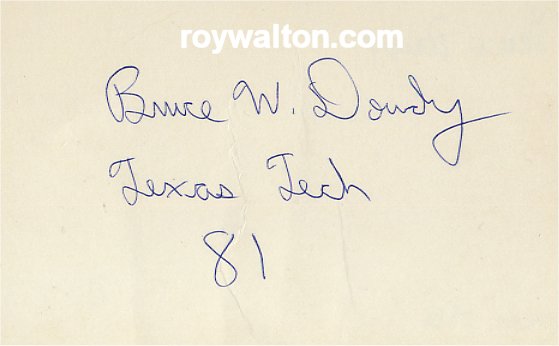 roywalton.com
Bruce W. Dowdy
Texas Tech
81